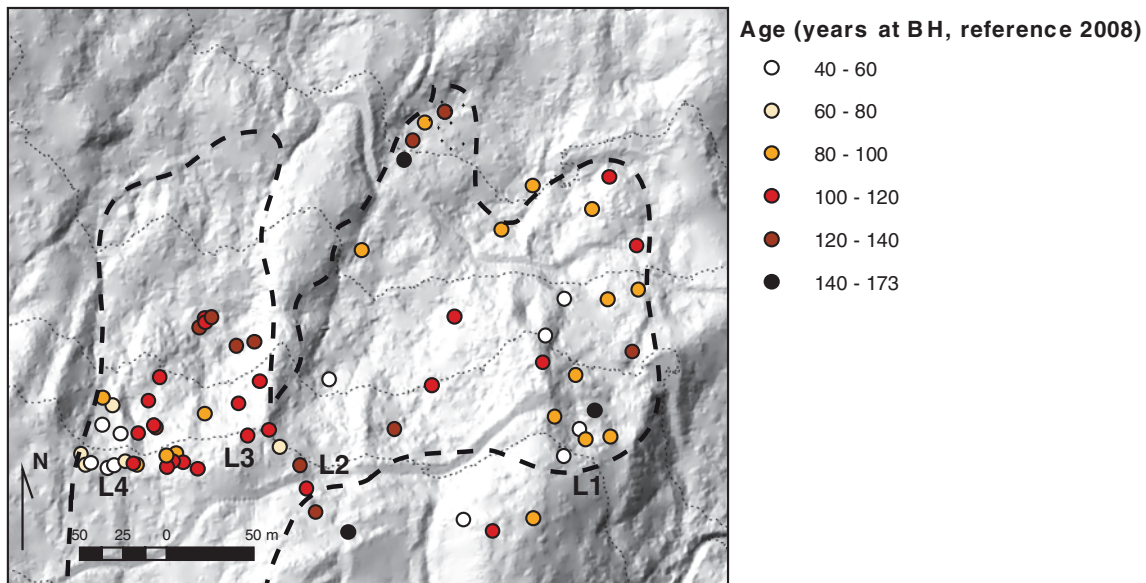 Age (years at BH, reference 2008)
40 - 60
60 - 80
80 - 100
100 - 120
120 - 140
140 - 173
L3
L2
L4
L1
N
50 25 0 50 m